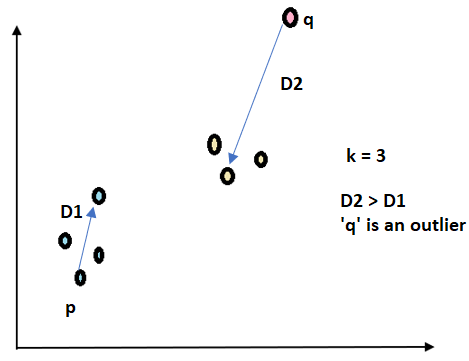 q
D2
k = 3
D2 > D1
'q' is an outlier
D1
p